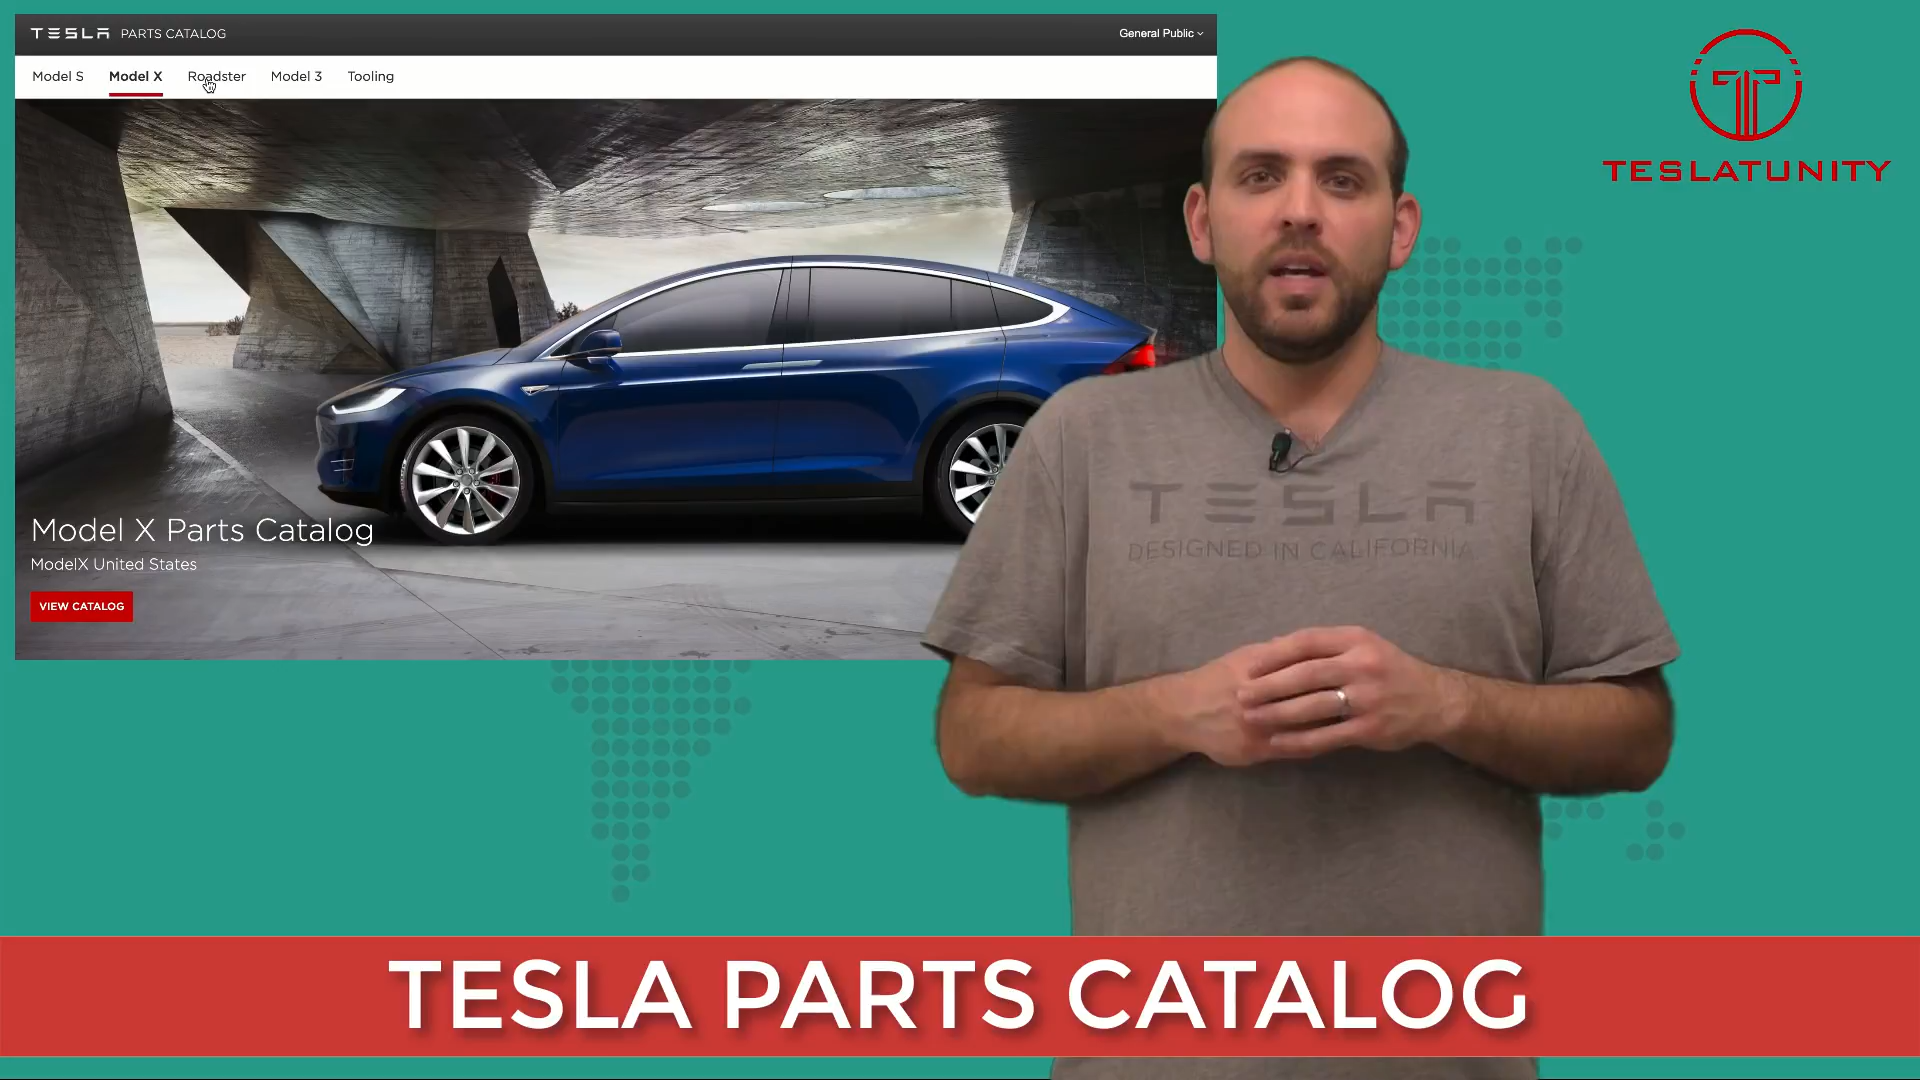 TESLA PARTS CATALOG
General Public
Model S Model X Roadster Model 3 Tooling
TESLATUNITY
Model X Parts Catalog
ModelX United States
VIEW CATALOG
TESLA
DESIGNED IN CALIFORNIA
TESLA PARTS CATALOG